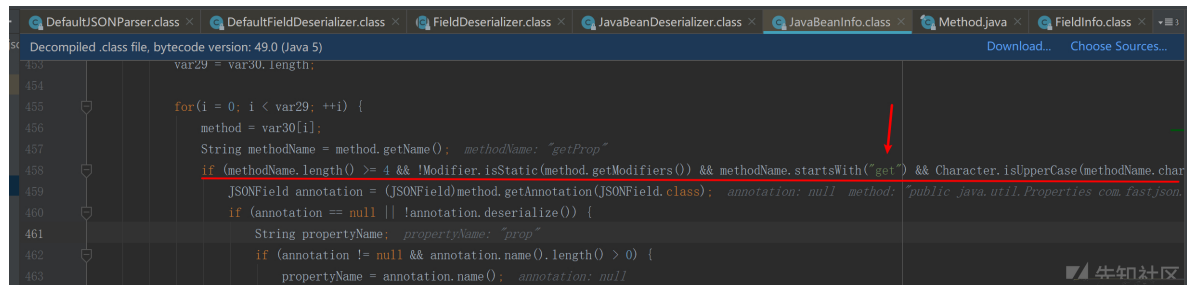 DefaultJSONParser.class × DefaultFieldDeserializer.class × FieldDeserializer.class × JavaBeanDeserializer.class × JavaBeanInfo.class × Method.java × FieldInfo.class × 3
Decompiled .class file, bytecode version: 49.0 (Java 5) Download... Choose Sources...
453 var29 = var30.length;
454
455 for(i = 0; i < var29; ++i) {
456 method = var30[i];
457 String methodName = method.getName(); methodName: "getProp"
458 if (methodName.length() >= 4 && !Modifier.isStatic(method.getModifiers()) && methodName.startsWith("get") && Character.isUpperCase(methodName.char
459 JSONField annotation = (JSONField)method.getAnnotation(JSONField.class); annotation: null method: "public java.util.Properties com.fastjson.
460 if (annotation == null || !annotation.deserialize()) {
461 String propertyName; propertyName: "prop"
462 if (annotation != null && annotation.name().length() > 0) {
463 propertyName = annotation.name(); annotation: null
先知社区